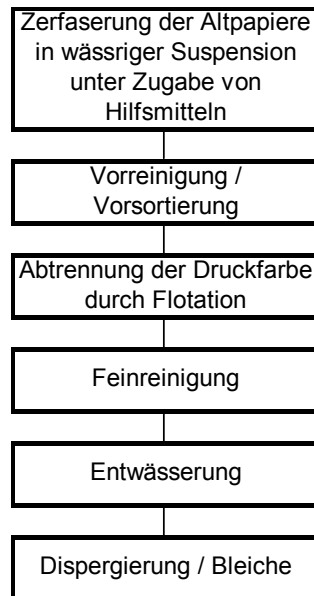 Zerfaserung der Altpapiere
in wässriger Suspension
unter Zugabe von
Hilfsmitteln
Vorreinigung /
Vorsortierung
Abtrennung der Druckfarbe
durch Flotation
Feinreinigung
Entwässerung
Dispergierung / Bleiche